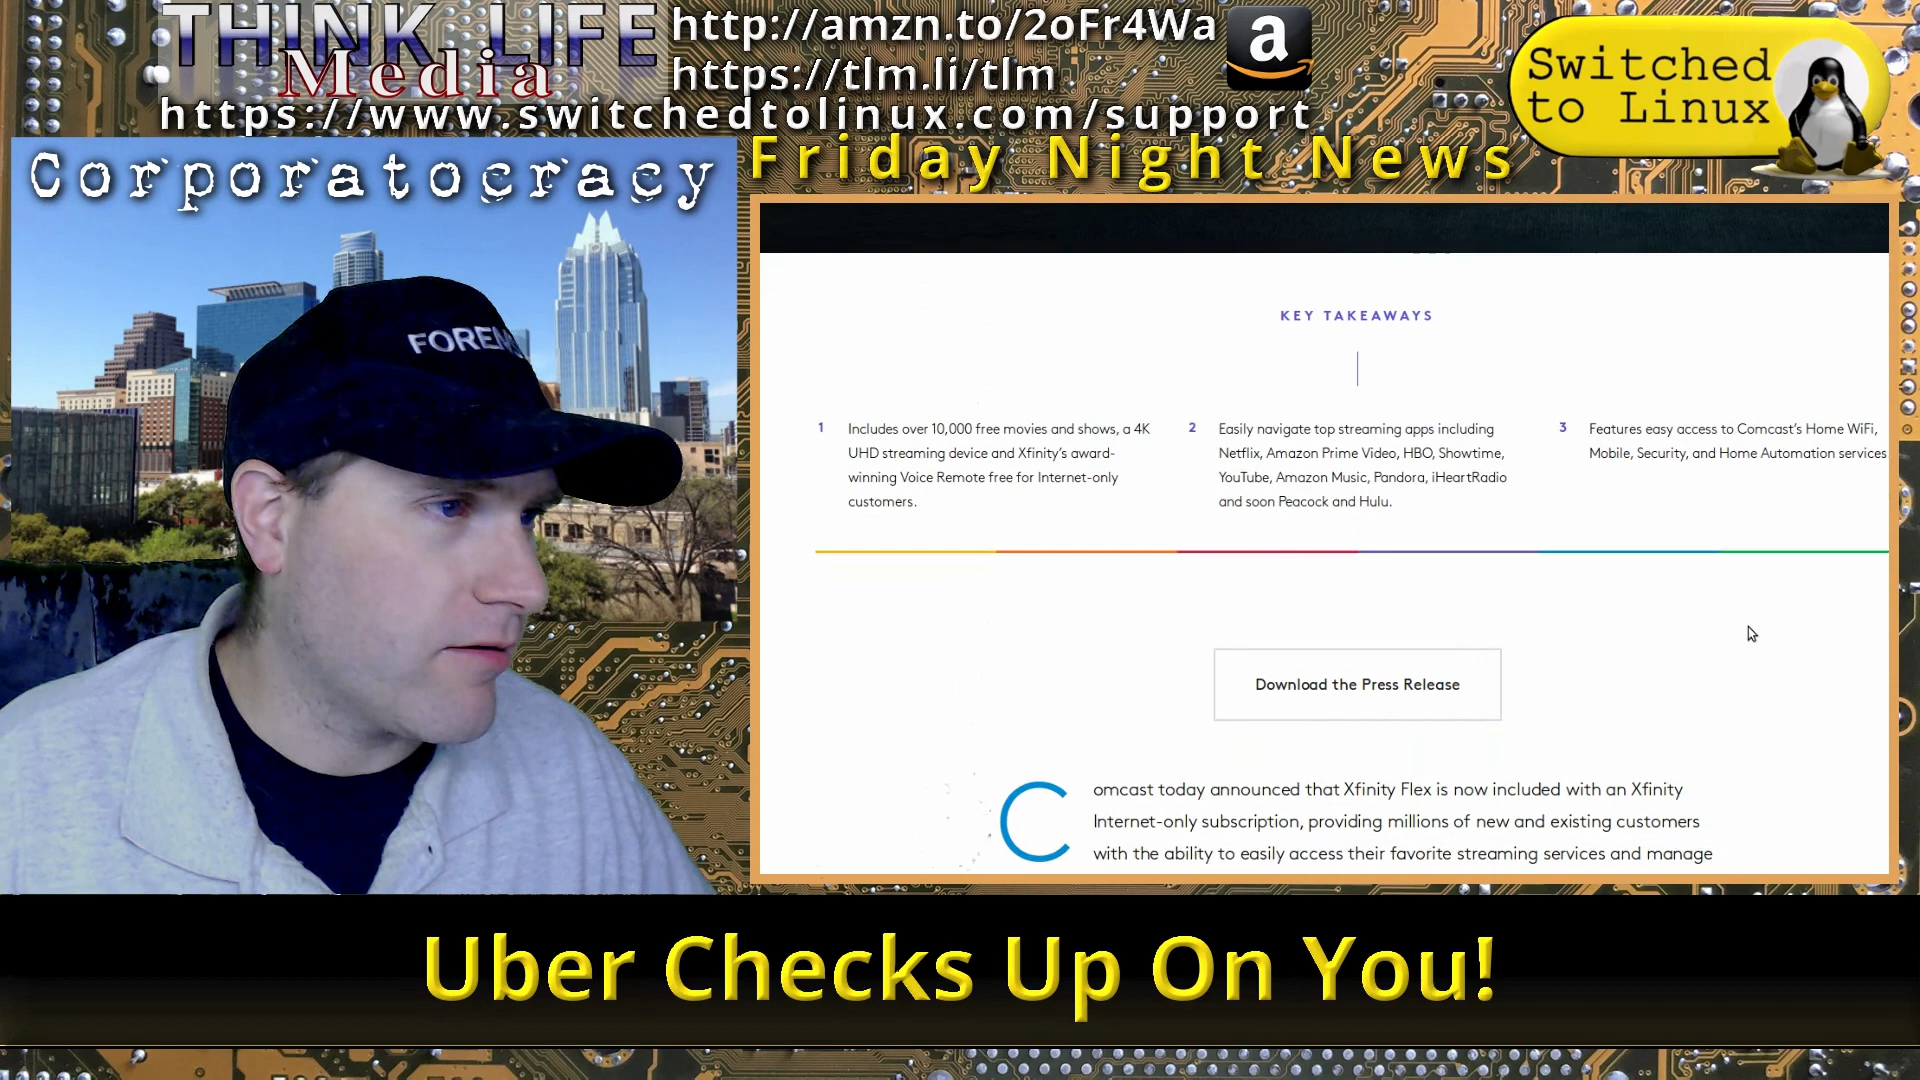 THINK LIFE
Media
http://amzn.to/2oFr4Wa
https://tlm.li/tlm
https://www.switchedtolinux.com/support
a
Switched
to Linux
Corporatocracy
Friday Night News
FOREM
KEY TAKEAWAYS
1 Includes over 10,000 free movies and shows, a 4K
UHD streaming device and Xfinity's award-
winning Voice Remote free for Internet-only
customers.
2 Easily navigate top streaming apps including
Netflix, Amazon Prime Video, HBO, Showtime,
YouTube, Amazon Music, Pandora, iHeartRadio
and soon Peacock and Hulu.
3 Features easy access to Comcast's Home WiFi,
Mobile, Security, and Home Automation services
Download the Press Release
Comcast today announced that Xfinity Flex is now included with an Xfinity
Internet-only subscription, providing millions of new and existing customers
with the ability to easily access their favorite streaming services and manage
Uber Checks Up On You!